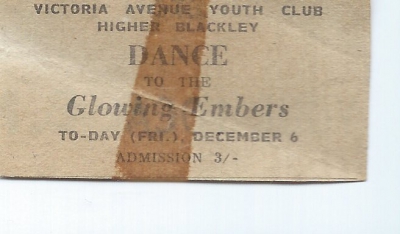 VICTORIA AVENUE YOUTH CLUB
HIGHER BLACKLEY
DANCE
TO THE
Glowing Embers
TO-DAY (FRI.), DECEMBER 6
ADMISSION 3/-